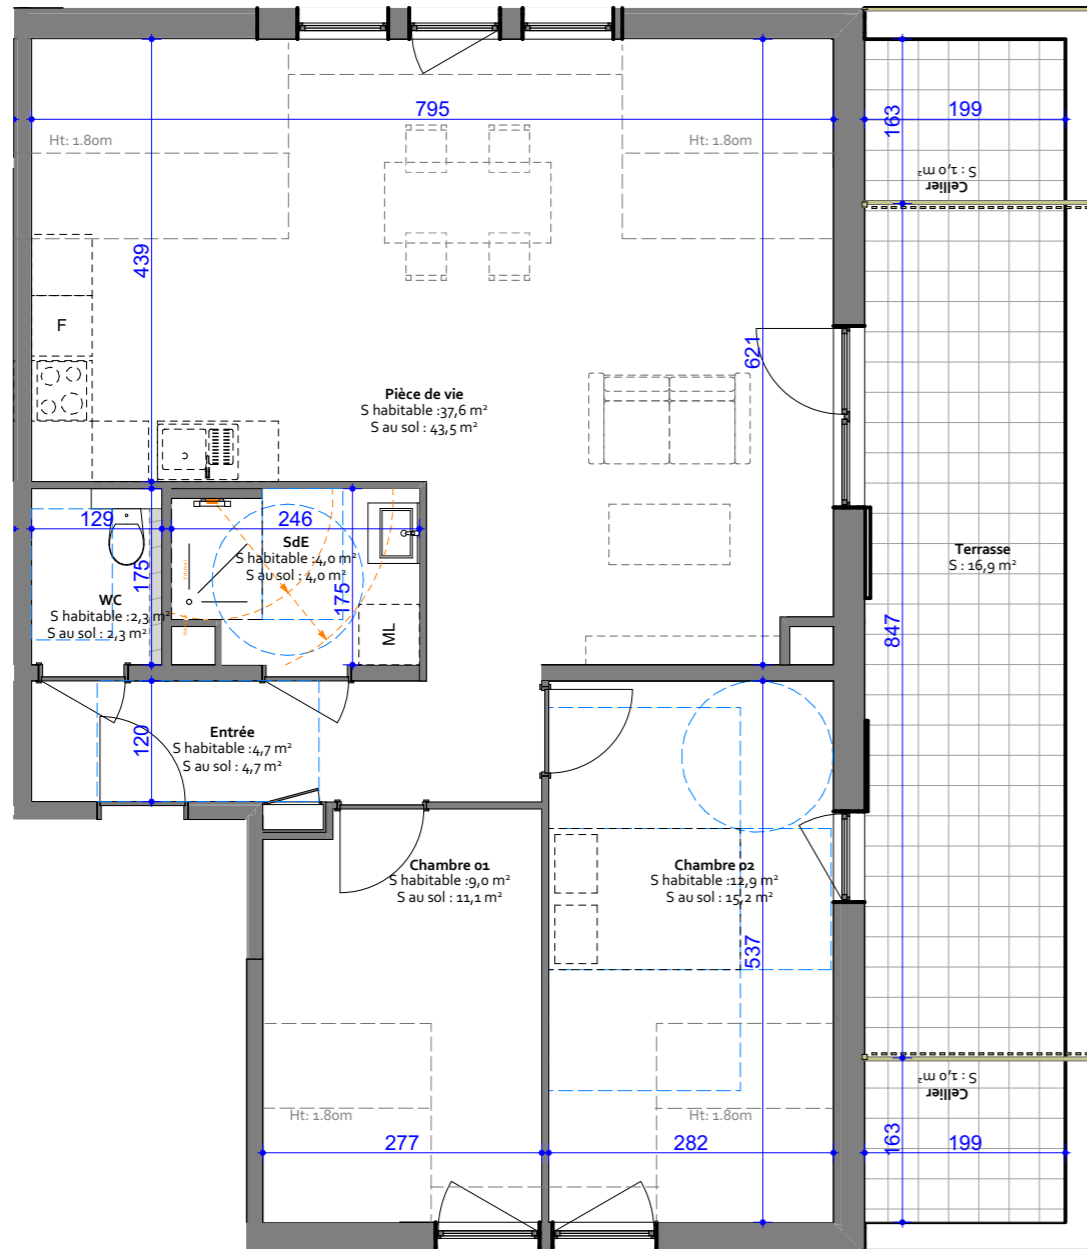 795
199
163
Ht: 1.80m
Ht: 1.80m
Cellier
S : 1,0 m²
439
F
621
Pièce de vie
S habitable :37,6 m²
S au sol : 43,5 m²
129
246
SdE
S habitable :4,0 m²
S au sol : 4,0 m²
175
175
WC
S habitable :2,3 m²
S au sol : 2,3 m²
ML
Terrasse
S : 16,9 m²
847
120
Entrée
S habitable :4,7 m²
S au sol : 4,7 m²
Chambre 01
S habitable :9,0 m²
S au sol : 11,1 m²
Chambre 02
S habitable :12,9 m²
S au sol : 15,2 m²
537
Cellier
S : 1,0 m²
Ht: 1.80m
Ht: 1.80m
277
282
163
199